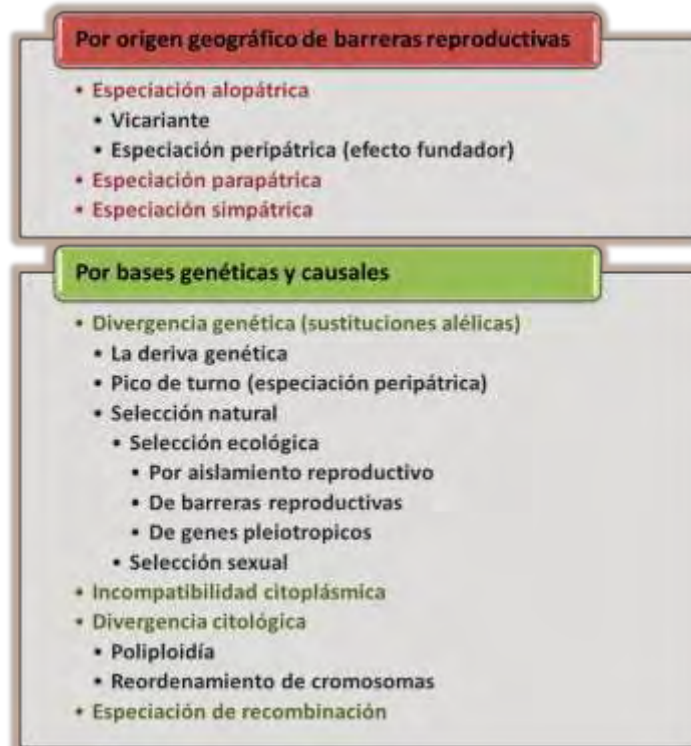 Por origen geográfico de barreras reproductivas
• Especiación alopátrica
• Vicariante
• Especiación peripátrica (efecto fundador)
• Especiación parapátrica
• Especiación simpátrica
Por bases genéticas y causales
• Divergencia genética (sustituciones alélicas)
• La deriva genética
• Pico de turno (especiación peripátrica)
• Selección natural
• Selección ecológica
• Por aislamiento reproductivo
• De barreras reproductivas
• De genes pleiotropicos
• Selección sexual
• Incompatibilidad citoplásmica
• Divergencia citológica
• Poliploidía
• Reordenamiento de cromosomas
• Especiación de recombinación